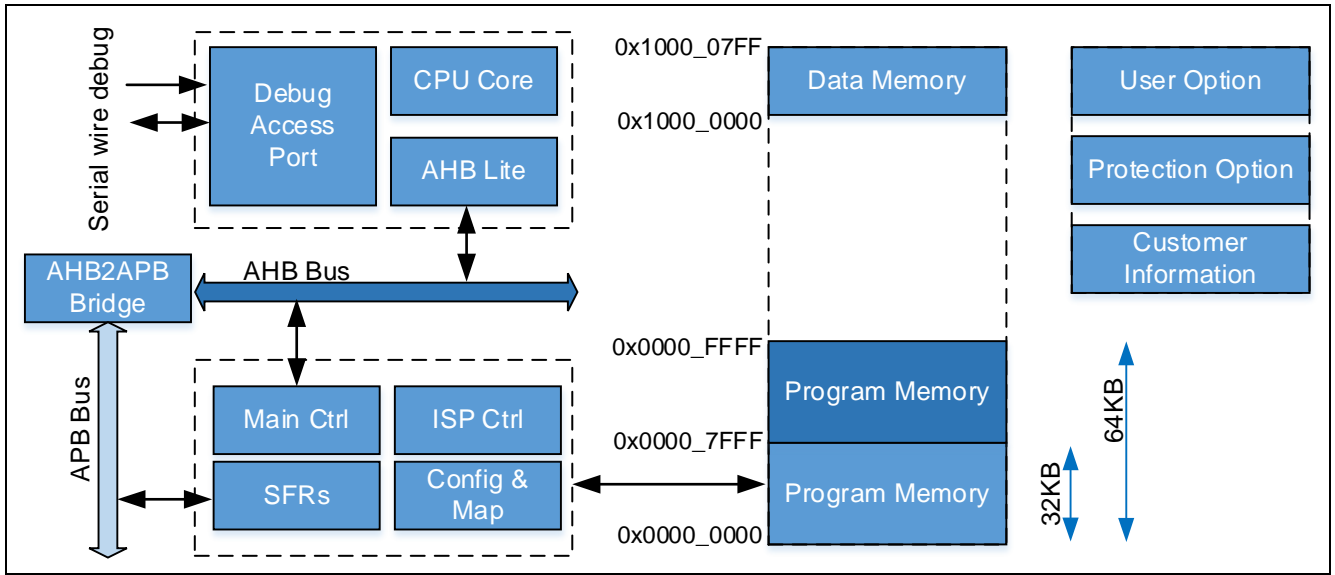 Serial wire debug
Debug
Access
Port
CPU Core
AHB Lite
AHB2APB
Bridge
AHB Bus
APB Bus
Main Ctrl
ISP Ctrl
SFRs
Config &
Map
0x1000_07FF
Data Memory
0x1000_0000
0x0000_FFFF
Program Memory
0x0000_7FFF
Program Memory
0x0000_0000
User Option
Protection Option
Customer
Information
64KB
32KB